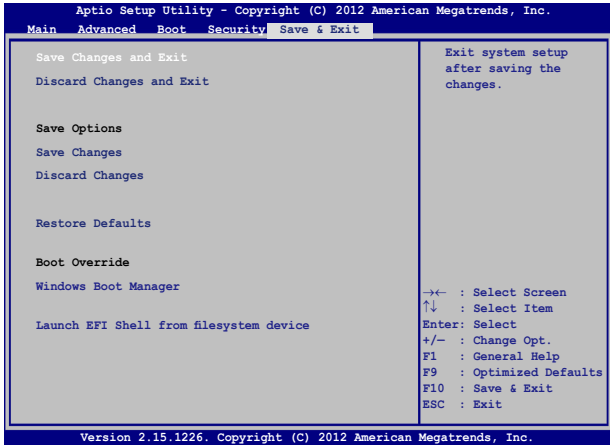 Aptio Setup Utility - Copyright (C) 2012 American Megatrends, Inc.
Main Advanced Boot Security Save & Exit
Save Changes and Exit
Discard Changes and Exit
Save Options
Save Changes
Discard Changes
Restore Defaults
Boot Override
Windows Boot Manager
Launch EFI Shell from filesystem device
Exit system setup
after saving the
changes.
→← : Select Screen
↑↓ : Select Item
Enter: Select
+/− : Change Opt.
F1 : General Help
F9 : Optimized Defaults
F10 : Save & Exit
ESC : Exit
Version 2.15.1226. Copyright (C) 2012 American Megatrends, Inc.